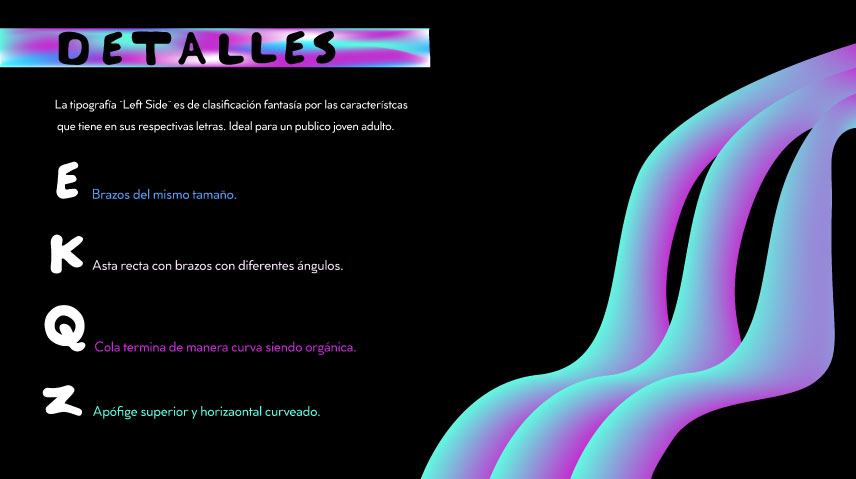 DETALLES
La tipografía ¨Left Side¨ es de clasificación fantasía por las característcas
que tiene en sus respectivas letras. Ideal para un publico joven adulto.
E
Brazos del mismo tamaño.
K
Asta recta con brazos con diferentes ángulos.
Q
Cola termina de manera curva siendo orgánica.
Z
Apófige superior y horizaontal curveado.